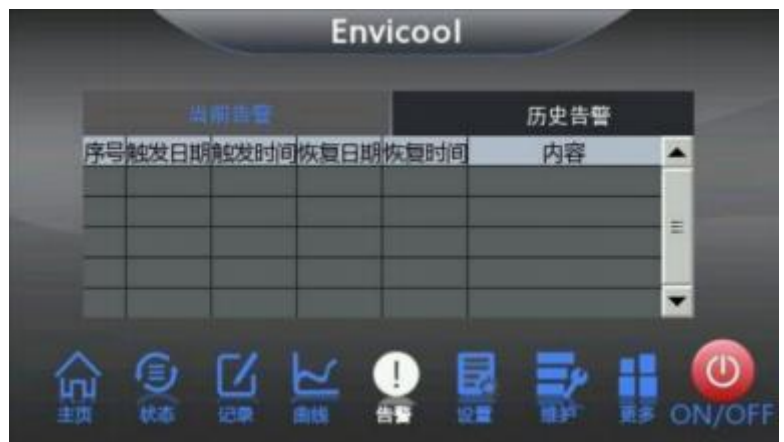 Envicool
当前告警 历史告警
序号 触发日期 触发时间 恢复日期 恢复时间 内容
主页 状态 记录 曲线 告警 设置 维护 更多 ON/OFF